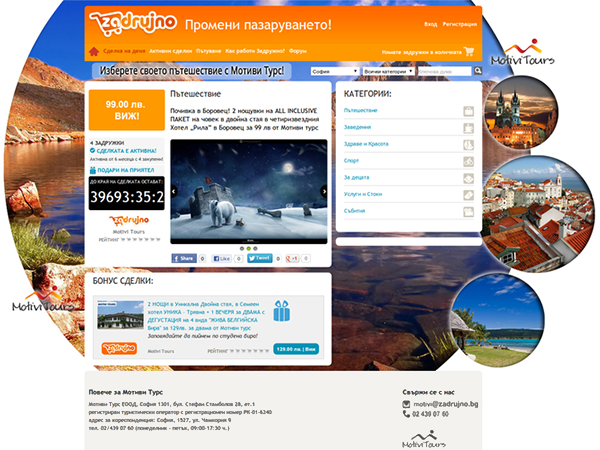 zadrujno
Промени пазаруването!
Вход
Регистрация
Сделка на деня
Активни сделки
Пътуване
Как работи Задружно!
Форум
Нямате задружно в количката
Изберете своето пътешествие с Мотиви Турс!
София
Всички категории
Ключови думи
MotiviTours
99.00 лв.
ВИЖ!
4 ЗАДРУЖКИ
СДЕЛКАТА Е АКТИВНА!
Активна от 6 месеца с 4 закупени!
ПОДАРИ НА ПРИЯТЕЛ
ДО КРАЯ НА СДЕЛКАТА ОСТАВАТ:
39693:35:2
zadrujno
Motivi Tours
РЕЙТИНГ
Пътешествие
Почивка в Боровец! 2 нощувки на ALL INCLUSIVE
ПАКЕТ на човек в двойна стая в четиризвездния
Хотел „Рила” в Боровец за 99 лв от Мотиви турс
Share 0
Like 0
Tweet 0
+1 0
КАТЕГОРИИ:
Пътешествие
Заведения
Здраве и Красота
Спорт
За децата
Услуги и Стоки
Събития
MotiviTours
БОНУС СДЕЛКИ:
2 НОЩИ в Уникална Двойна стая, в Семеен
хотел УНИКА - Трявна + 1 ВЕЧЕРЯ за ДВАМА с
ДЕГУСТАЦИЯ на 4 вида "ЖИВА БЕЛГИЙСКА
бира" за 129лв. за двама от Мотиви турс
Заповядайте да пийнем по студена бира!
zadrujno
Motivi Tours
РЕЙТИНГ
129.00 лв. | Виж
Повече за Мотиви Турс
Мотиви Турс ЕООД, София 1301, бул. Стефан Стамболов 28, ет.1
регистриран туристически оператор с регистрационен номер РК-01-6240
адрес за кореспонденция: София, 1527, ул. Чаталджа 9
тел. 02/439 07 60 (понеделник - петък, 09:00-17:30 ч.)
Свържи се с нас
motivi@zadrujno.bg
02 439 07 60
MotiviTours